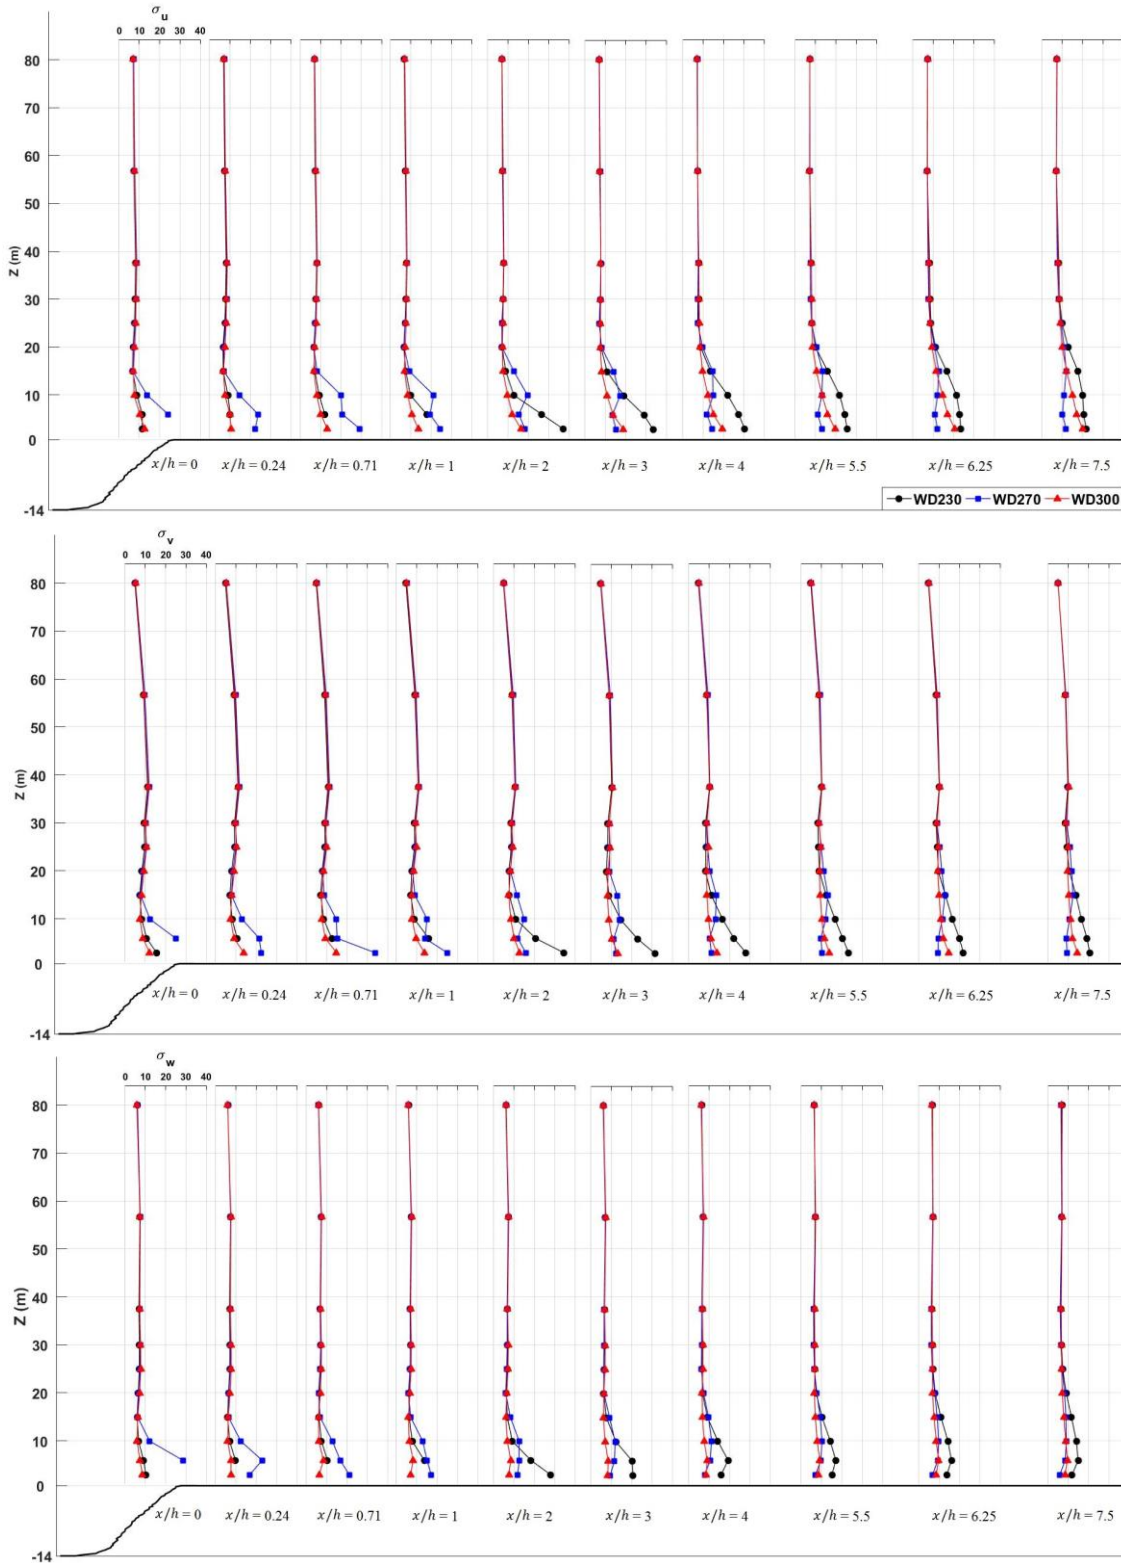 σu
0 10 20 30 40
80
70
60
50
40
30
20
10
0
-14
Z (m)
x/h = 0 x/h = 0.24 x/h = 0.71 x/h = 1 x/h = 2 x/h = 3 x/h = 4 x/h = 5.5 x/h = 6.25 x/h = 7.5
WD230 WD270 WD300
σv
0 10 20 30 40
80
70
60
50
40
30
20
10
0
-14
Z (m)
x/h = 0 x/h = 0.24 x/h = 0.71 x/h = 1 x/h = 2 x/h = 3 x/h = 4 x/h = 5.5 x/h = 6.25 x/h = 7.5
σw
0 10 20 30 40
80
70
60
50
40
30
20
10
0
-14
Z (m)
x/h = 0 x/h = 0.24 x/h = 0.71 x/h = 1 x/h = 2 x/h = 3 x/h = 4 x/h = 5.5 x/h = 6.25 x/h = 7.5